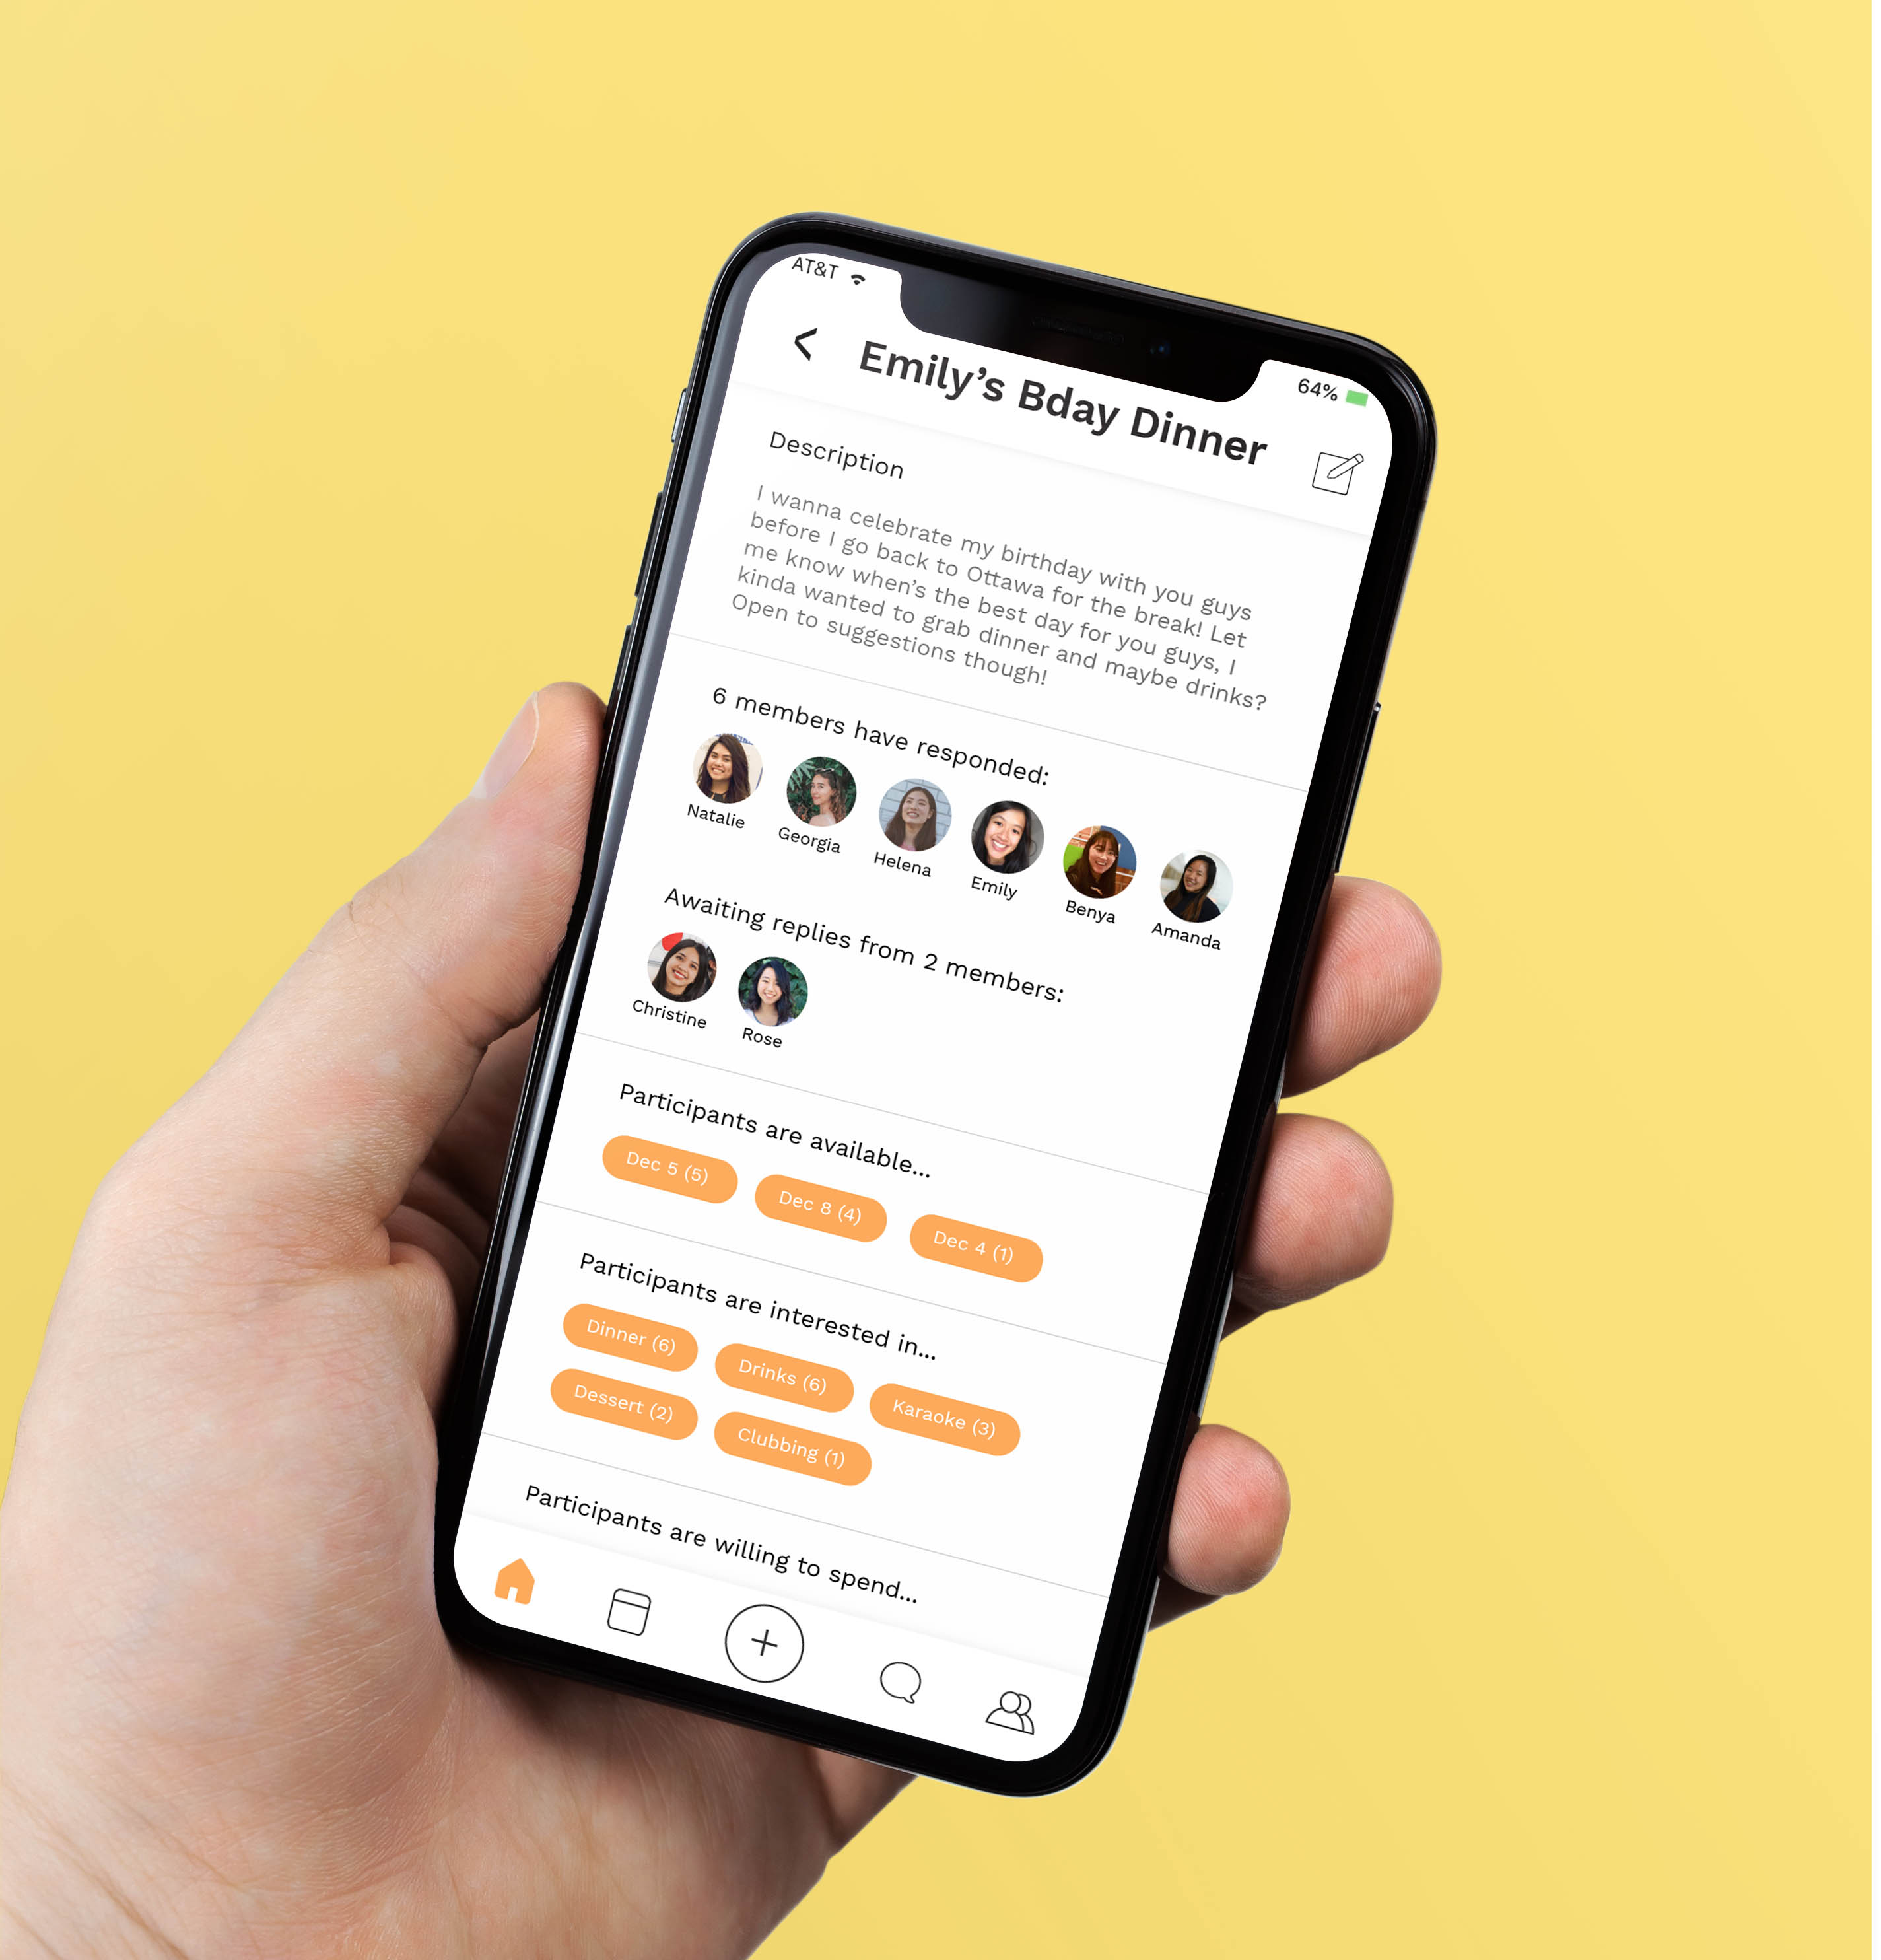 AT&T
64%
Emily’s Bday Dinner
Description
I wanna celebrate my birthday with you guys
before I go back to Ottawa for the break! Let
me know when’s the best day for you guys, I
kinda wanted to grab dinner and maybe drinks?
Open to suggestions though!
6 members have responded:
Natalie
Georgia
Helena
Emily
Benya
Amanda
Awaiting replies from 2 members:
Christine
Rose
Participants are available...
Dec 5 (5)
Dec 8 (4)
Dec 4 (1)
Participants are interested in...
Dinner (6)
Drinks (6)
Karaoke (3)
Dessert (2)
Clubbing (1)
Participants are willing to spend...